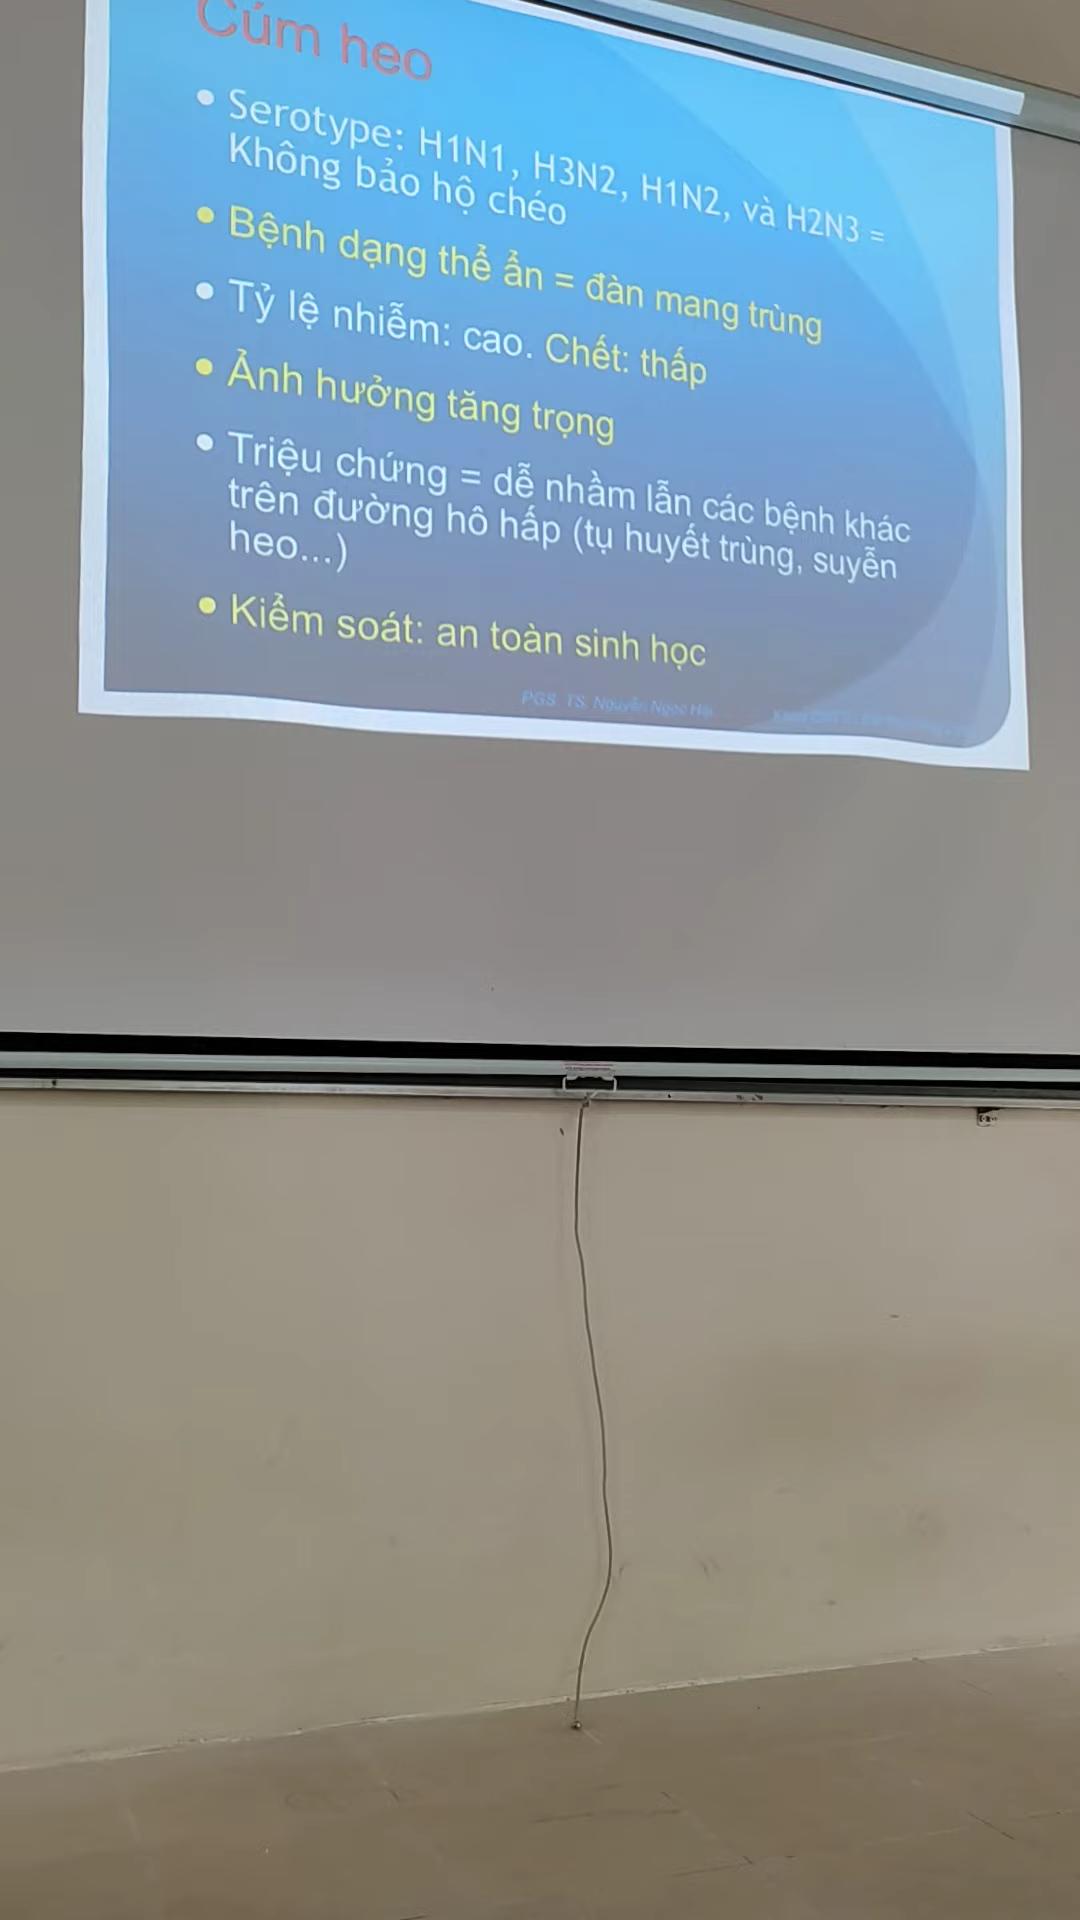 Cúm heo
• Serotype: H1N1, H3N2, H1N2, và H2N3 =
Không bảo hộ chéo
• Bệnh dạng thể ẩn = đàn mang trùng
• Tỷ lệ nhiễm: cao. Chết: thấp
• Ảnh hưởng tăng trọng
• Triệu chứng = dễ nhầm lẫn các bệnh khác
trên đường hô hấp (tụ huyết trùng, suyễn
heo...)
• Kiểm soát: an toàn sinh học
PGS. TS. Nguyễn Ngọc Hải